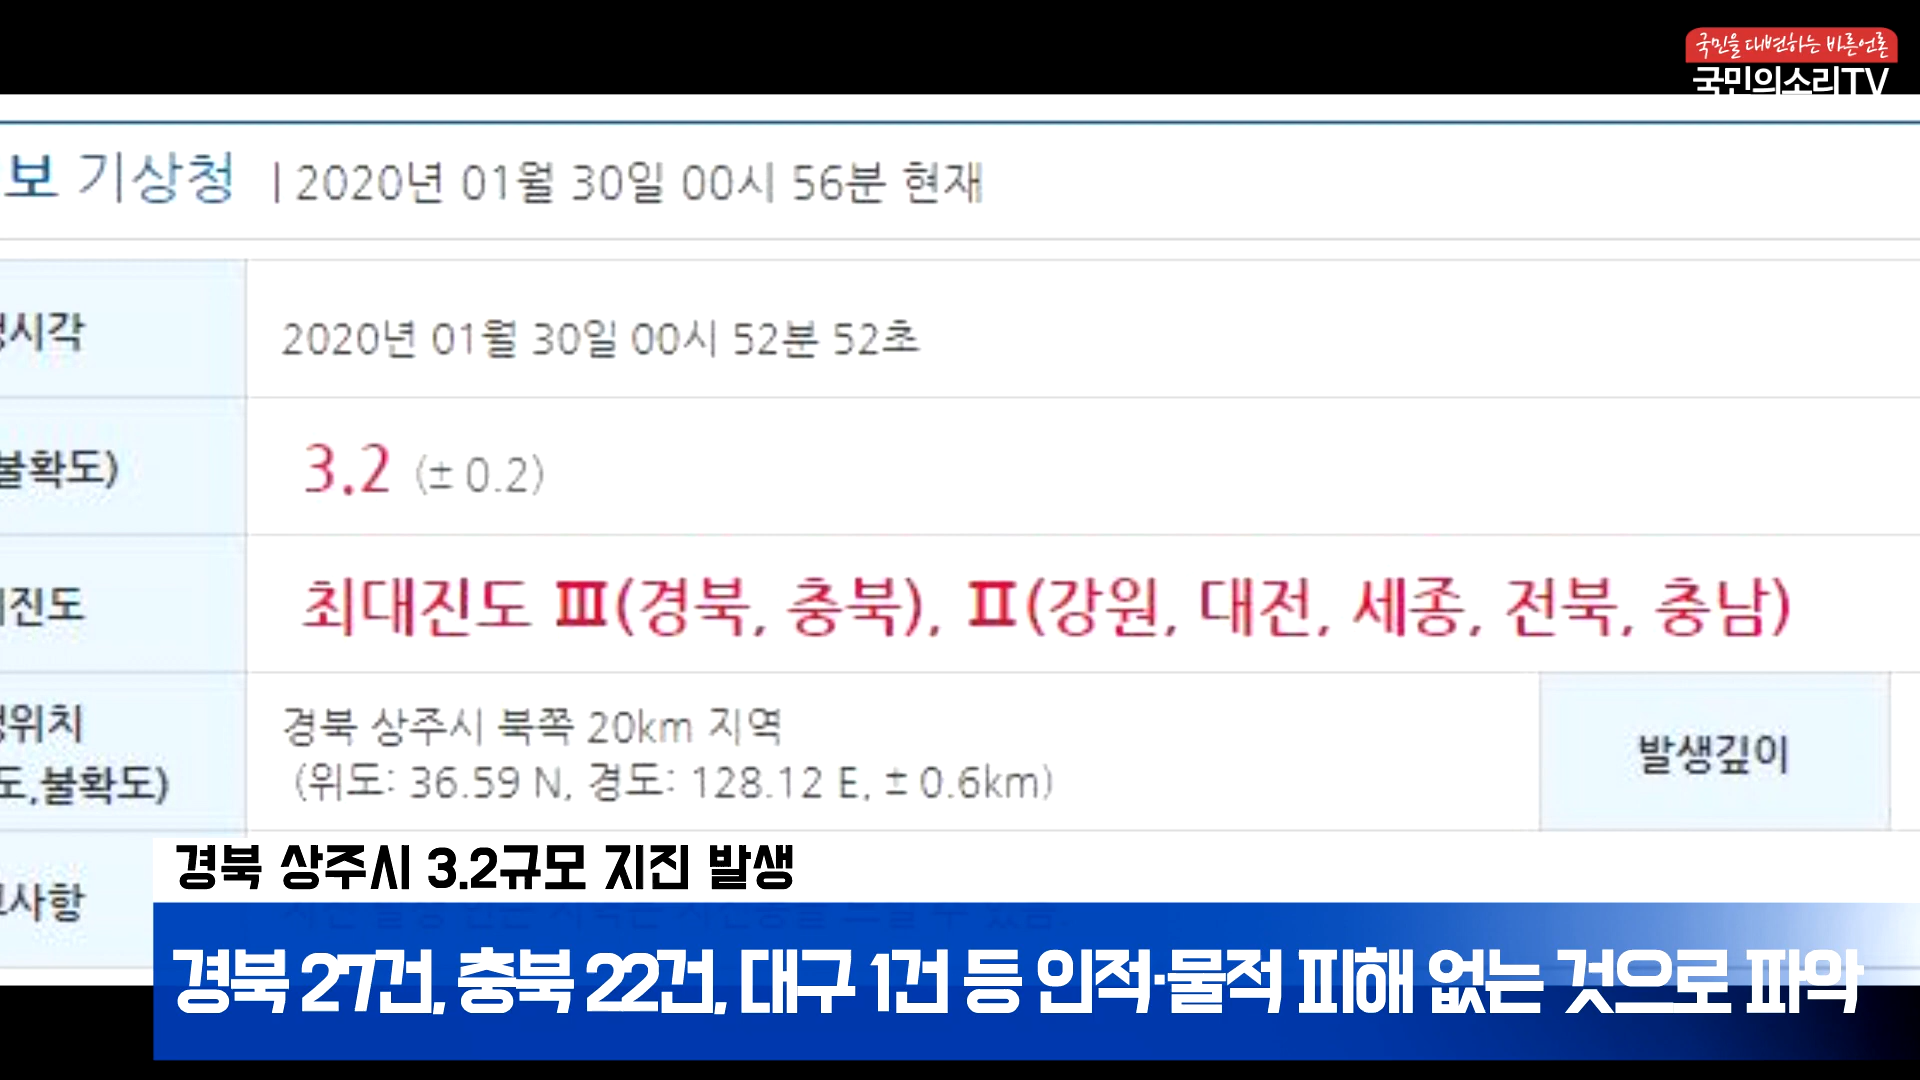 국민을 대변하는 바른언론
국민의소리TV
보 기상청 | 2020년 01월 30일 00시 56분 현재
시각 2020년 01월 30일 00시 52분 52초
불확도) 3.2 (± 0.2)
진도 최대진도 Ⅲ(경북, 충북), Ⅱ(강원, 대전, 세종, 전북, 충남)
위치 경북 상주시 북쪽 20km 지역
도,불확도) (위도: 36.59 N, 경도: 128.12 E, ± 0.6km)
발생깊이
사항
경북 상주시 3.2규모 지진 발생
경북 27건, 충북 22건, 대구 1건 등 인적·물적 피해 없는 것으로 파악